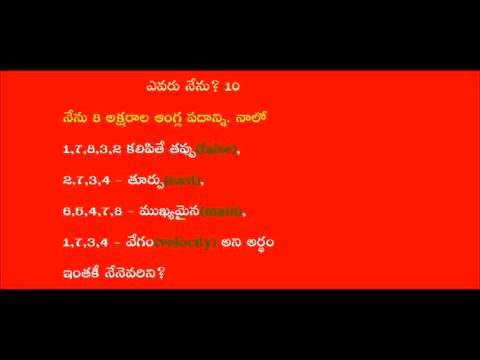 ఎవరు నేను? 10
నేను 8 అక్షరాల ఆంగ్ల పదాన్ని. నాలో
1,7,8,3,2 కలిపితే తప్పు(false),
2,7,3,4 - తూర్పు(east),
6,5,4,7,8 - ముఖ్యమైన(main),
1,7,3,4 - వేగం(velocity) అని అర్థం
ఇంతకీ నేనెవరిని?